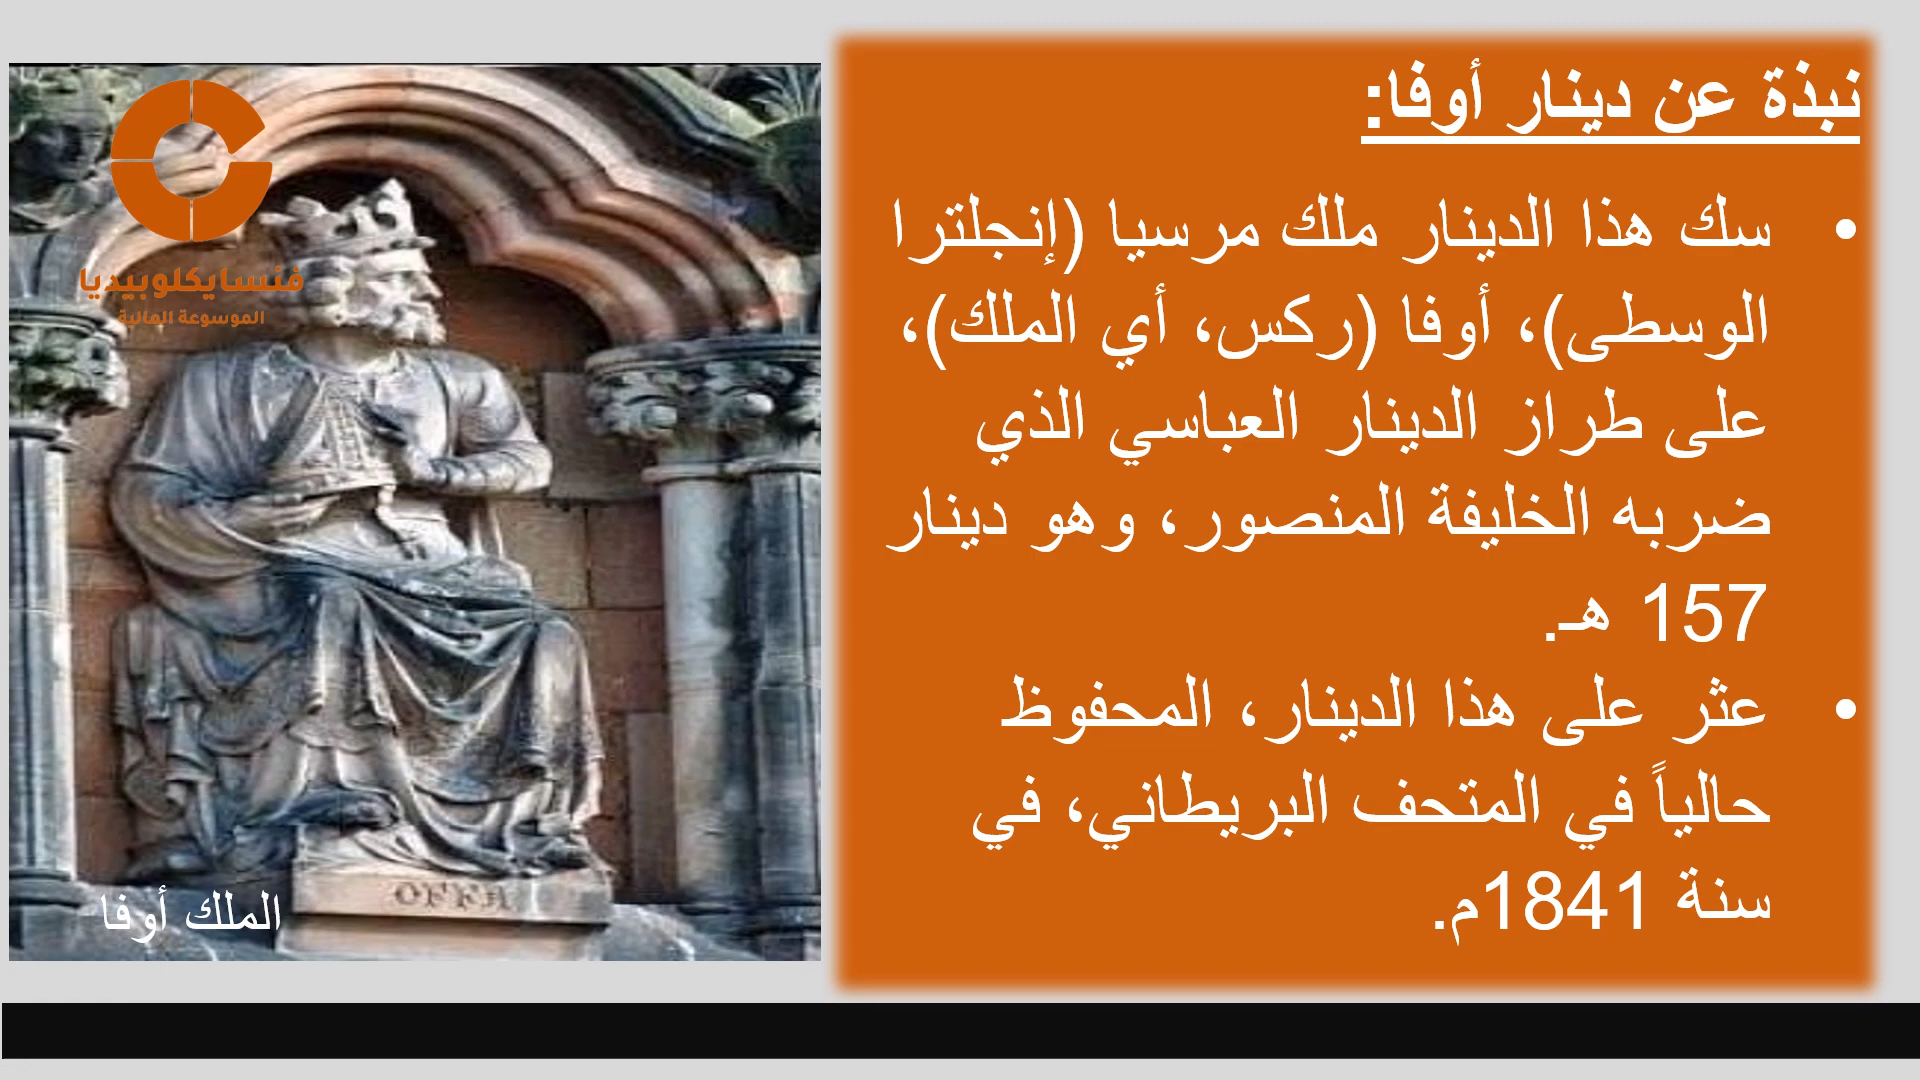 نبذة عن دينار أوفا:
• سك هذا الدينار ملك مرسيا (إنجلترا
الوسطى)، أوفا (ركس، أي الملك)،
على طراز الدينار العباسي الذي
ضربه الخليفة المنصور، وهو دينار
157 هـ.
• عثر على هذا الدينار، المحفوظ
حالياً في المتحف البريطاني، في
سنة 1841م.
فنسايكلوبيديا
الموسوعة المالية
OFFA
الملك أوفا